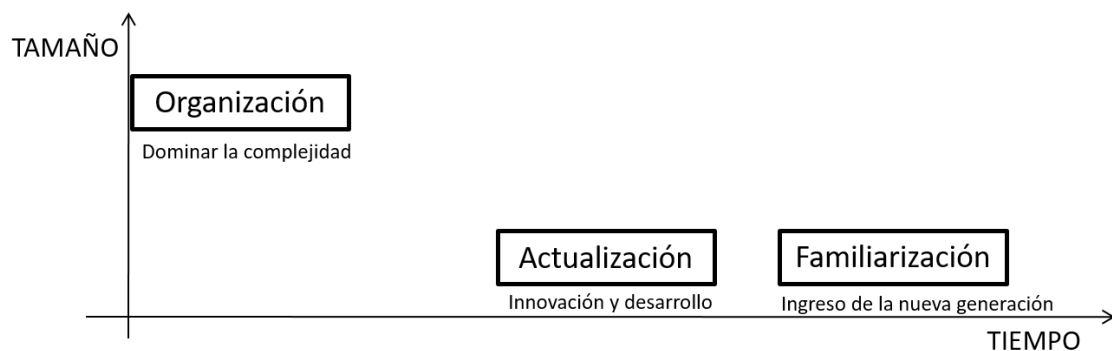 TAMAÑO
Organización
Dominar la complejidad
Actualización
Familiarización
Innovación y desarrollo
Ingreso de la nueva generación
TIEMPO